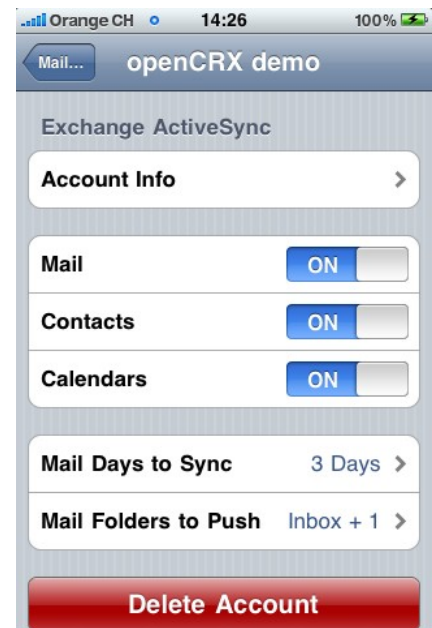 Orange CH 14:26 100%
Mail... openCRX demo
Exchange ActiveSync
Account Info
Mail ON
Contacts ON
Calendars ON
Mail Days to Sync 3 Days
Mail Folders to Push Inbox + 1
Delete Account